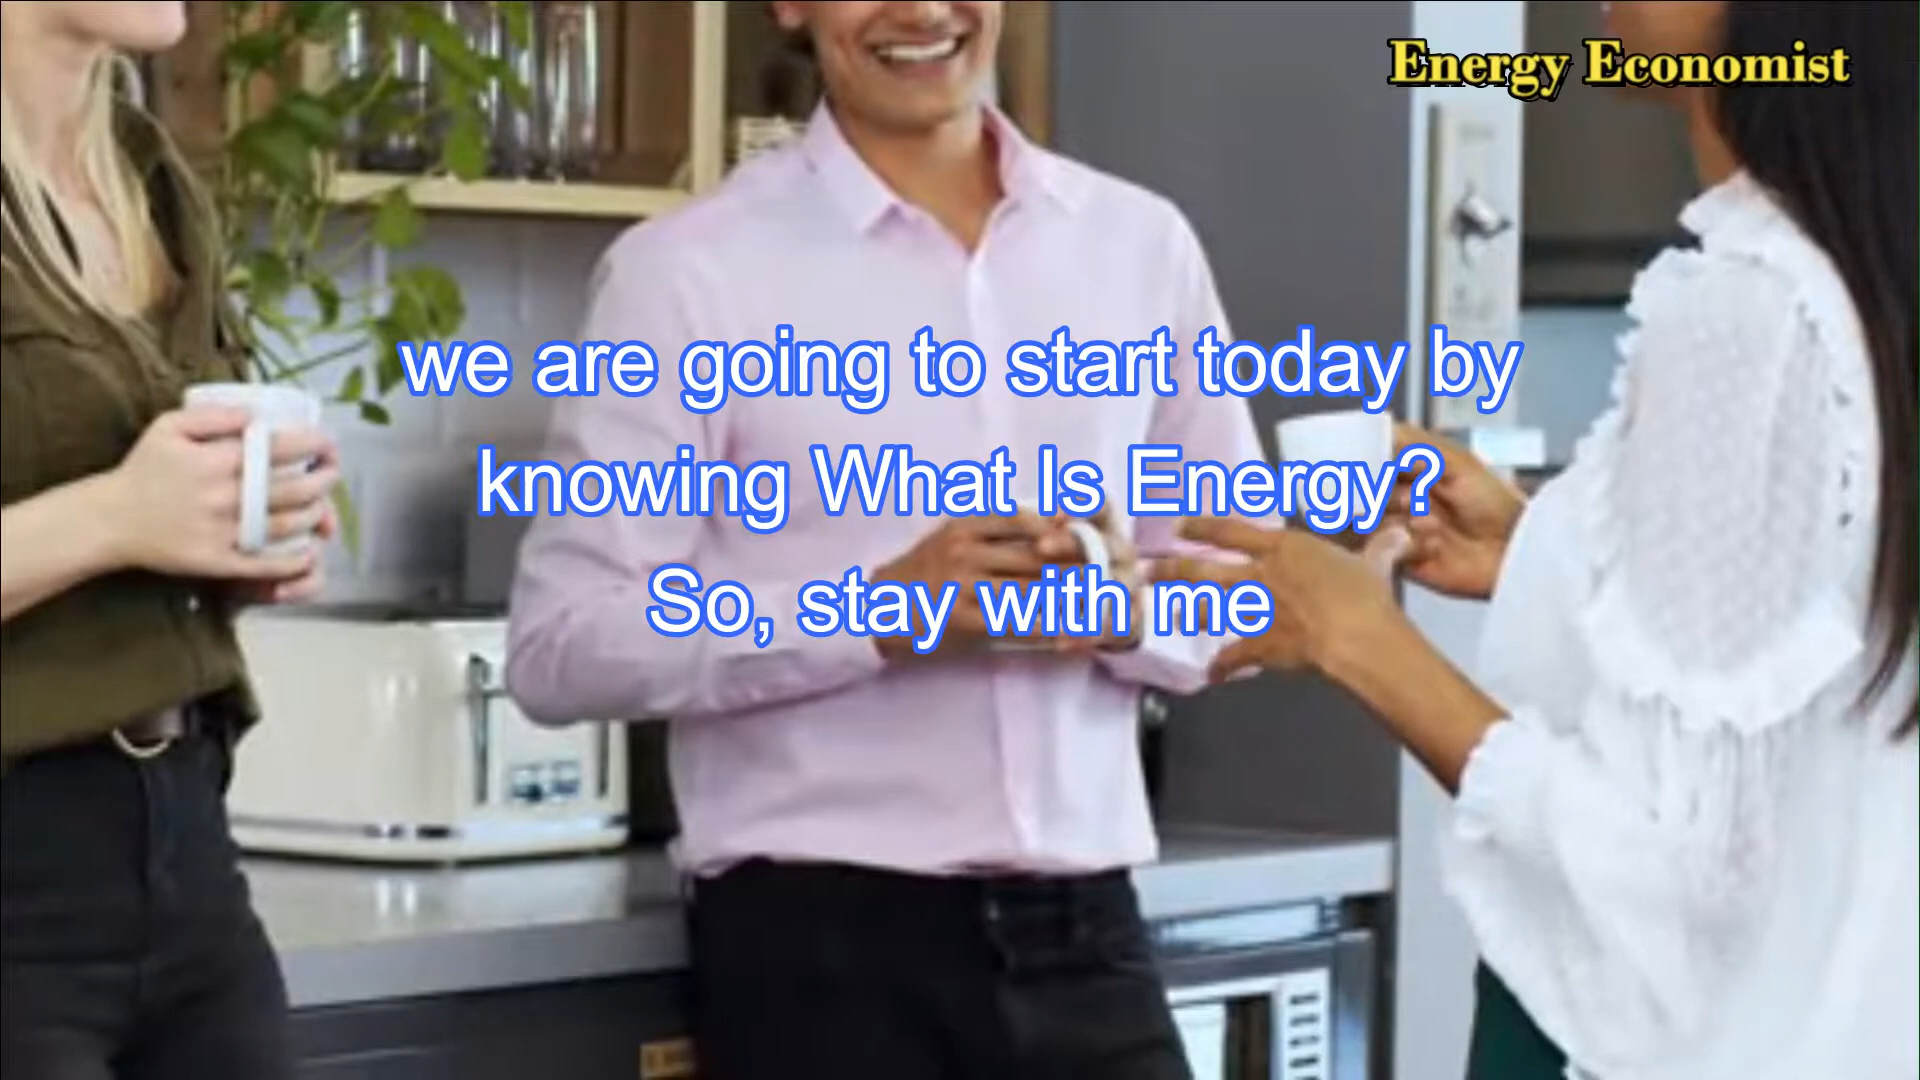 Energy Economist
we are going to start today by
knowing What Is Energy?
So, stay with me